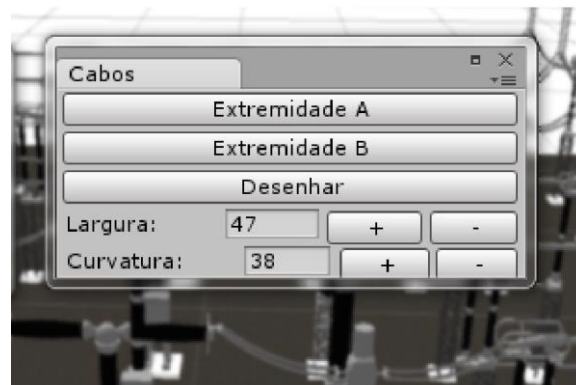 Cabos
Extremidade A
Extremidade B
Desenhar
Largura: 47 + -
Curvatura: 38 + -